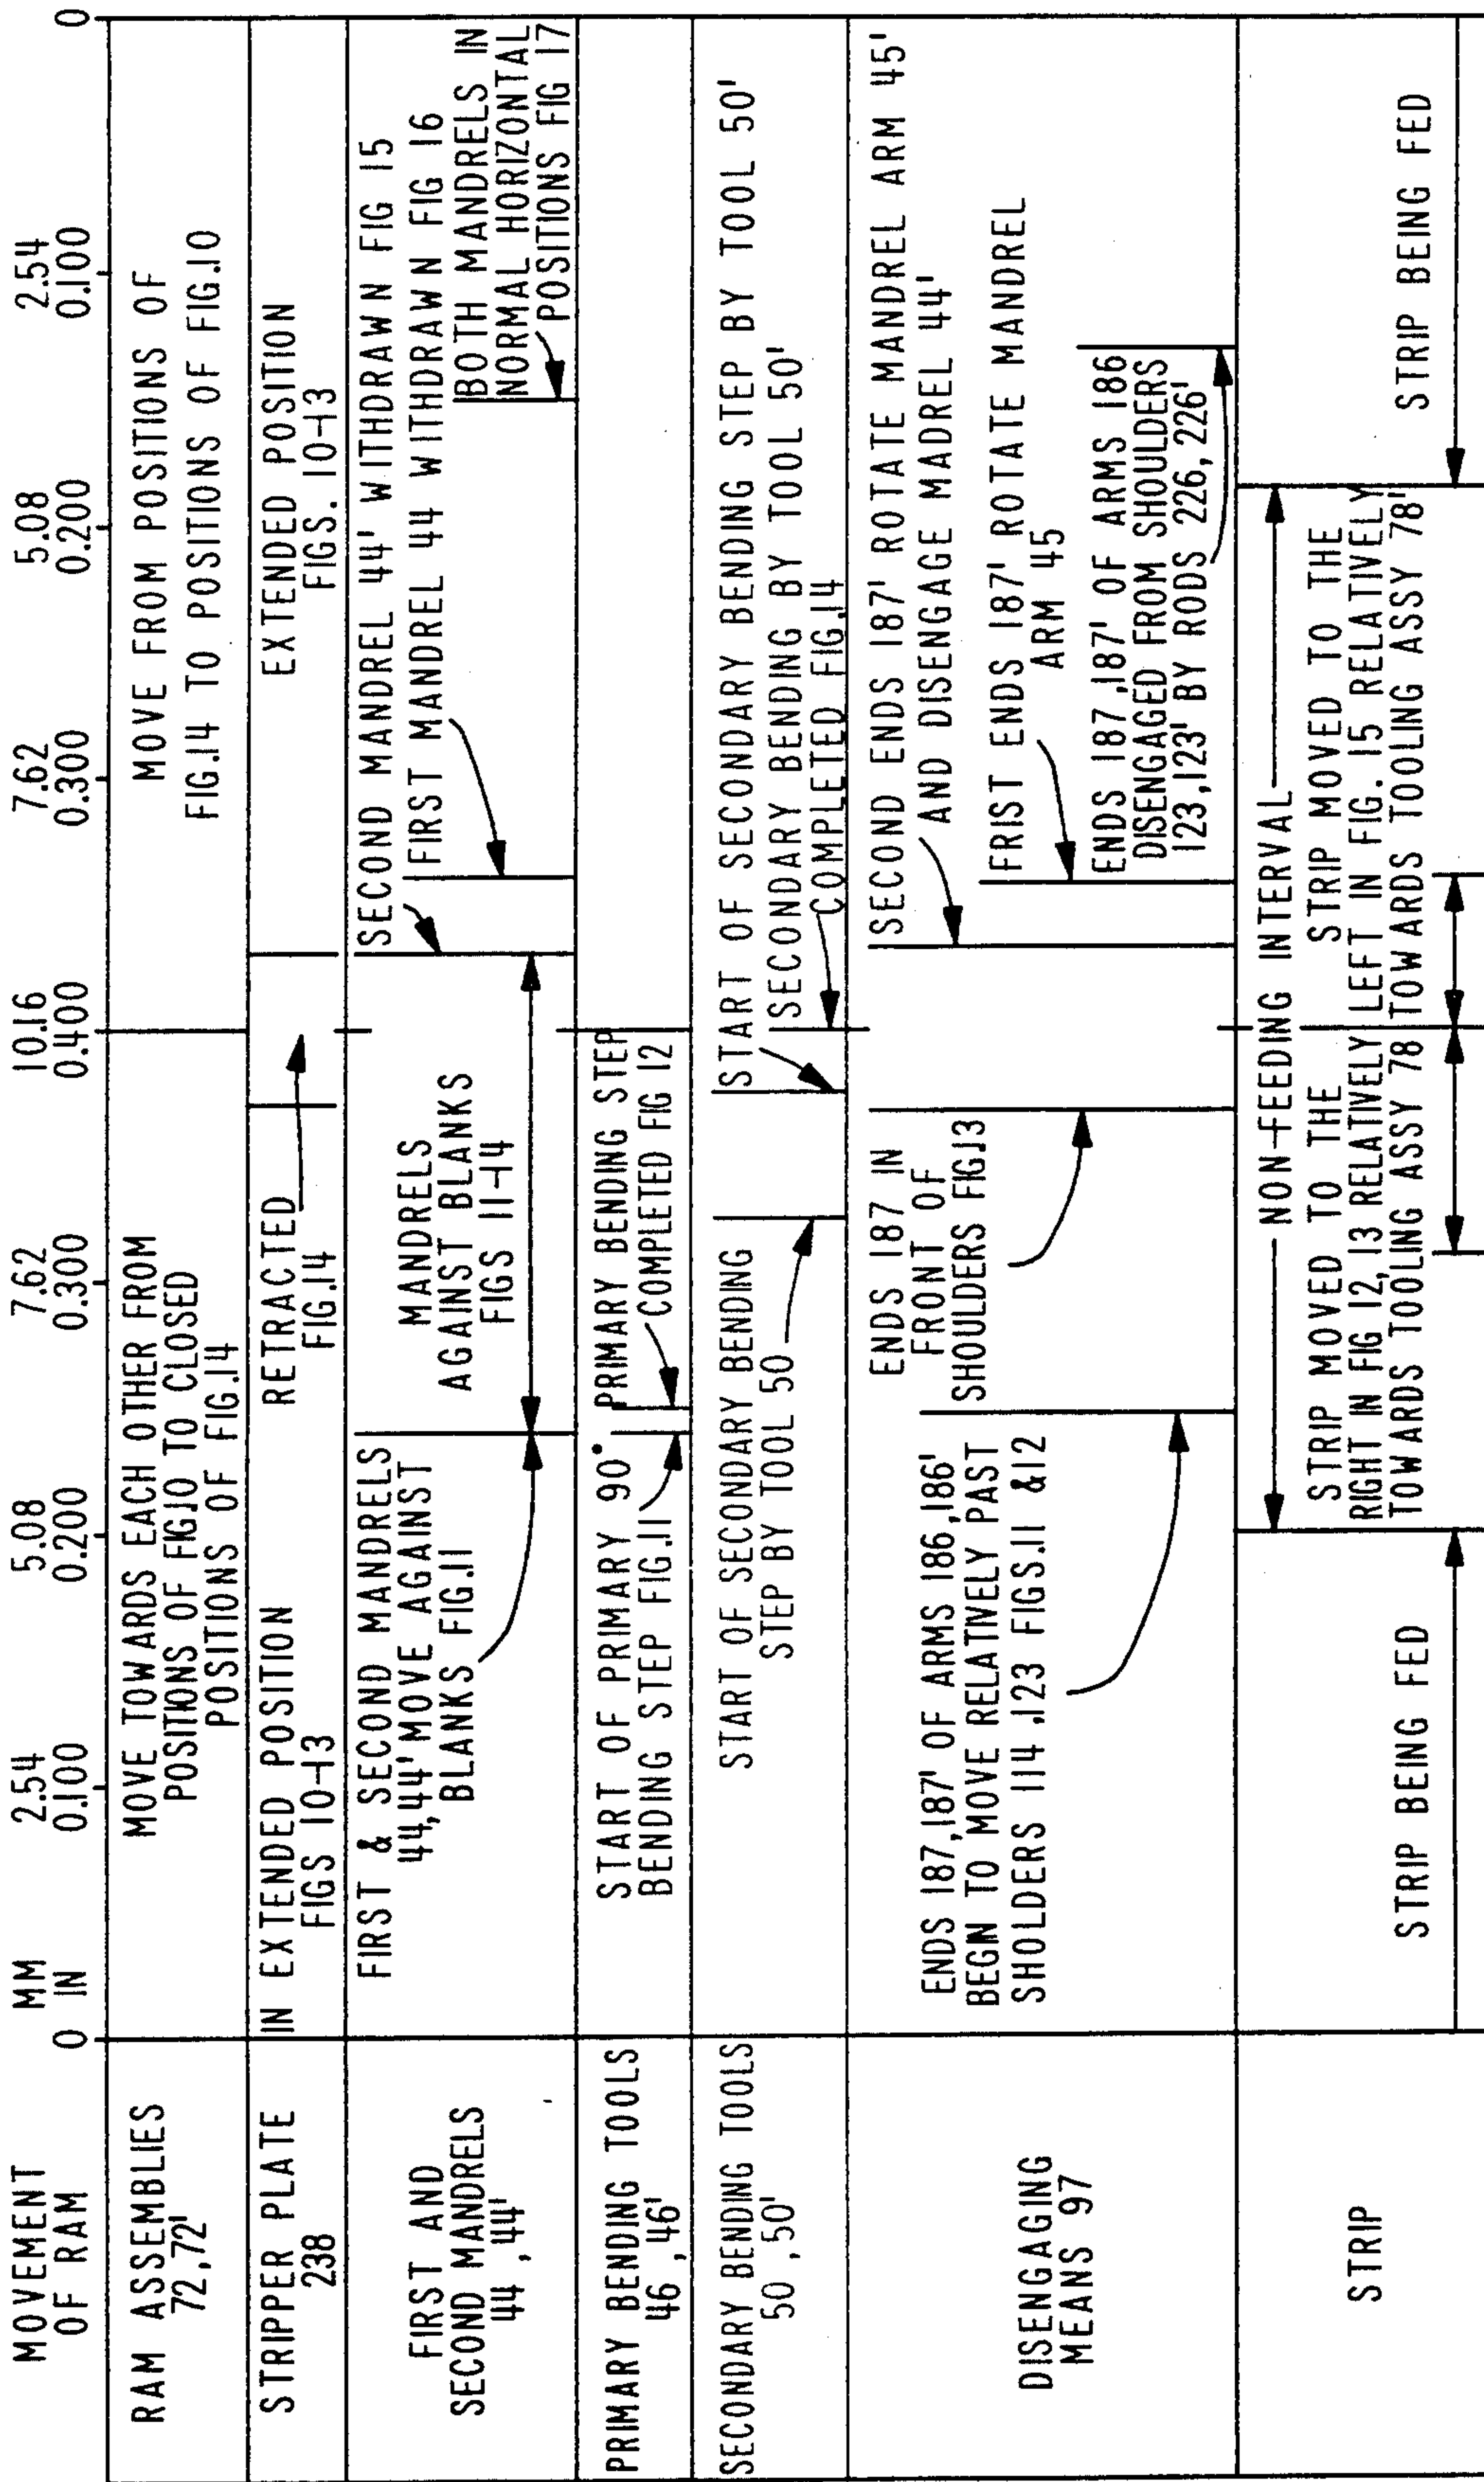 MOVEMENT
OF RAM
MM
0 IN
2.54
0.100
5.08
0.200
7.62
0.300
10.16
0.400
7.62
0.300
5.08
0.200
2.54
0.100
0
RAM ASSEMBLIES
72,72'
MOVE TOWARDS EACH OTHER FROM
POSITIONS OF FIG.10 TO CLOSED
POSITIONS OF FIG.14
MOVE FROM POSITIONS OF
FIG.14 TO POSITIONS OF FIG.10
STRIPPER PLATE
238
IN EXTENDED POSITION
FIGS 10-13
RETRACTED
FIG.14
EXTENDED POSITION
FIGS. 10-13
FIRST AND
SECOND MANDRELS
44,44'
FIRST & SECOND MANDRELS
44,44' MOVE AGAINST
BLANKS FIG.11
MANDRELS
AGAINST BLANKS
FIGS 11-14
SECOND MANDREL 44' WITHDRAWN FIG 15
FIRST MANDREL 44 WITHDRAWN FIG 16
BOTH MANDRELS IN
NORMAL HORIZONTAL
POSITIONS FIG 17
PRIMARY BENDING TOOLS
46,46'
START OF PRIMARY 90°
BENDING STEP FIG.11
PRIMARY BENDING STEP
COMPLETED FIG 12
SECONDARY BENDING TOOLS
50,50'
START OF SECONDARY BENDING
STEP BY TOOL 50
START OF SECONDARY BENDING STEP BY TOOL 50'
SECONDARY BENDING BY TOOL 50'
COMPLETED FIG.14
DISENGAGING
MEANS 97
ENDS 187,187' OF ARMS 186,186'
BEGIN TO MOVE RELATIVELY PAST
SHOLDERS 114,123 FIGS.11 &12
ENDS 187 IN
FRONT OF
SHOULDERS FIG.13
SECOND ENDS 187' ROTATE MANDREL ARM 45'
AND DISENGAGE MADREL 44'
FRIST ENDS 187' ROTATE MANDREL
ARM 45
ENDS 187,187' OF ARMS 186
DISENGAGED FROM SHOULDERS
123,123' BY RODS 226,226'
STRIP
STRIP BEING FED
NON-FEEDING INTERVAL
STRIP MOVED TO THE
RIGHT IN FIG 12,13 RELATIVELY
TOWARDS TOOLING ASSY 78
STRIP MOVED TO THE
LEFT IN FIG. 15 RELATIVELY
TOWARDS TOOLING ASSY 78'
STRIP BEING FED